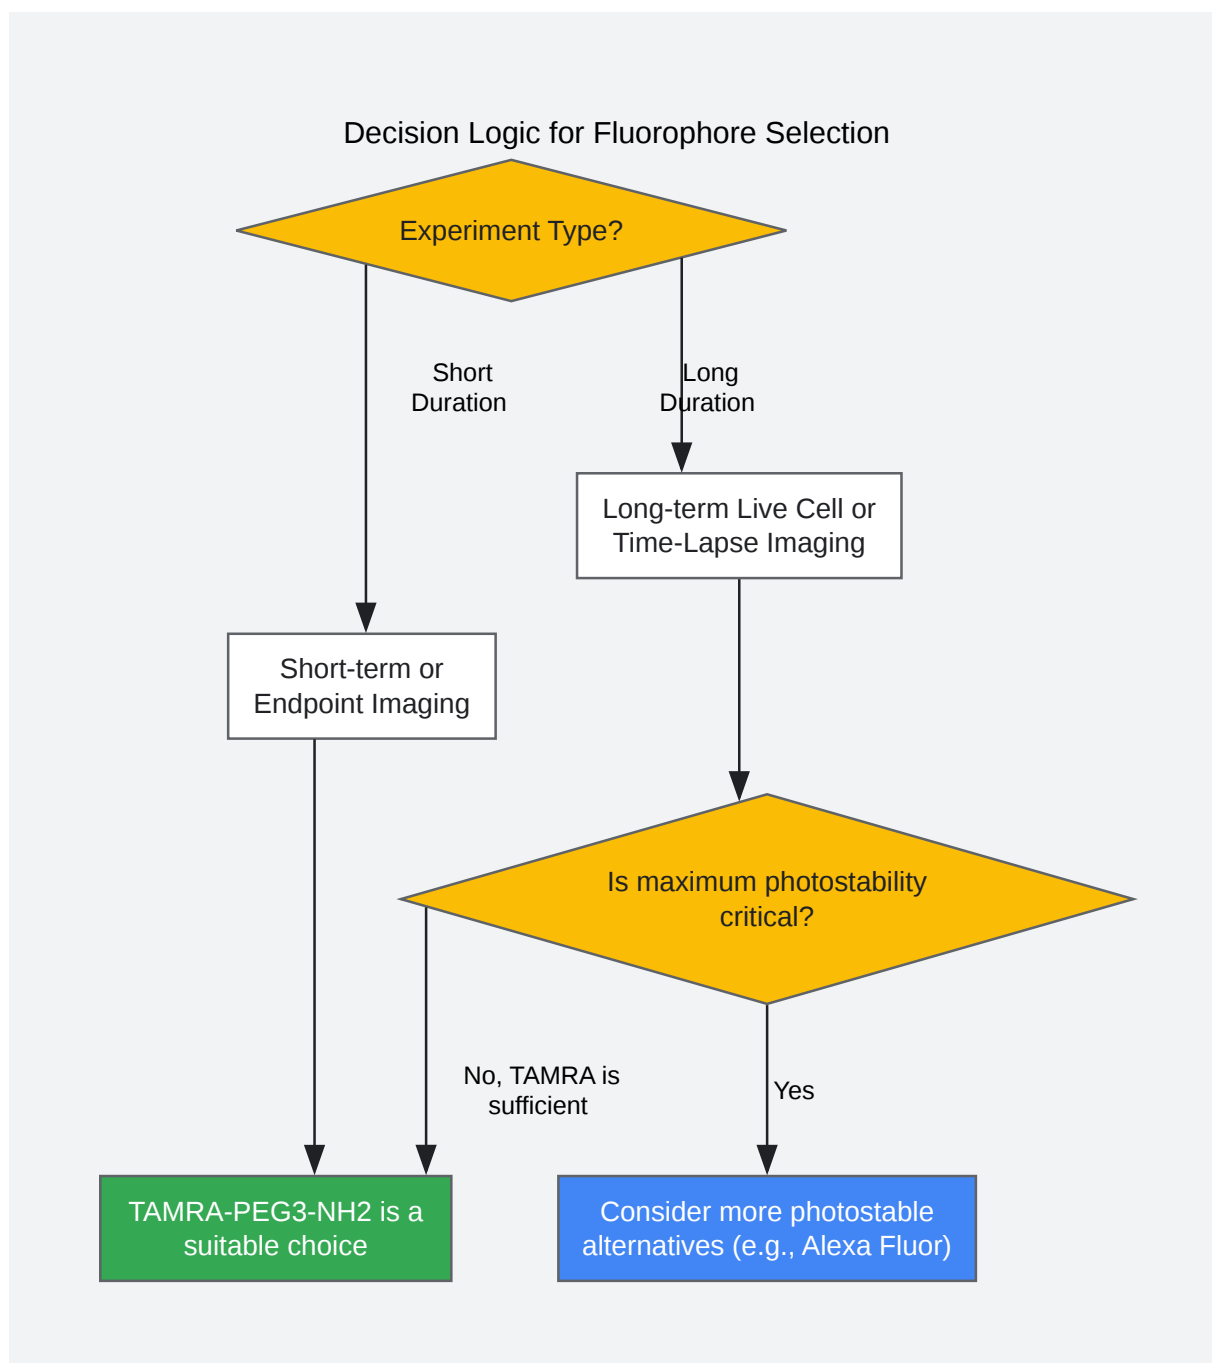 Decision Logic for Fluorophore Selection
Experiment Type?
Short
Duration
Long
Duration
Long-term Live Cell or
Time-Lapse Imaging
Short-term or
Endpoint Imaging
Is maximum photostability
critical?
No, TAMRA is
sufficient
Yes
TAMRA-PEG3-NH2 is a
suitable choice
Consider more photostable
alternatives (e.g., Alexa Fluor)